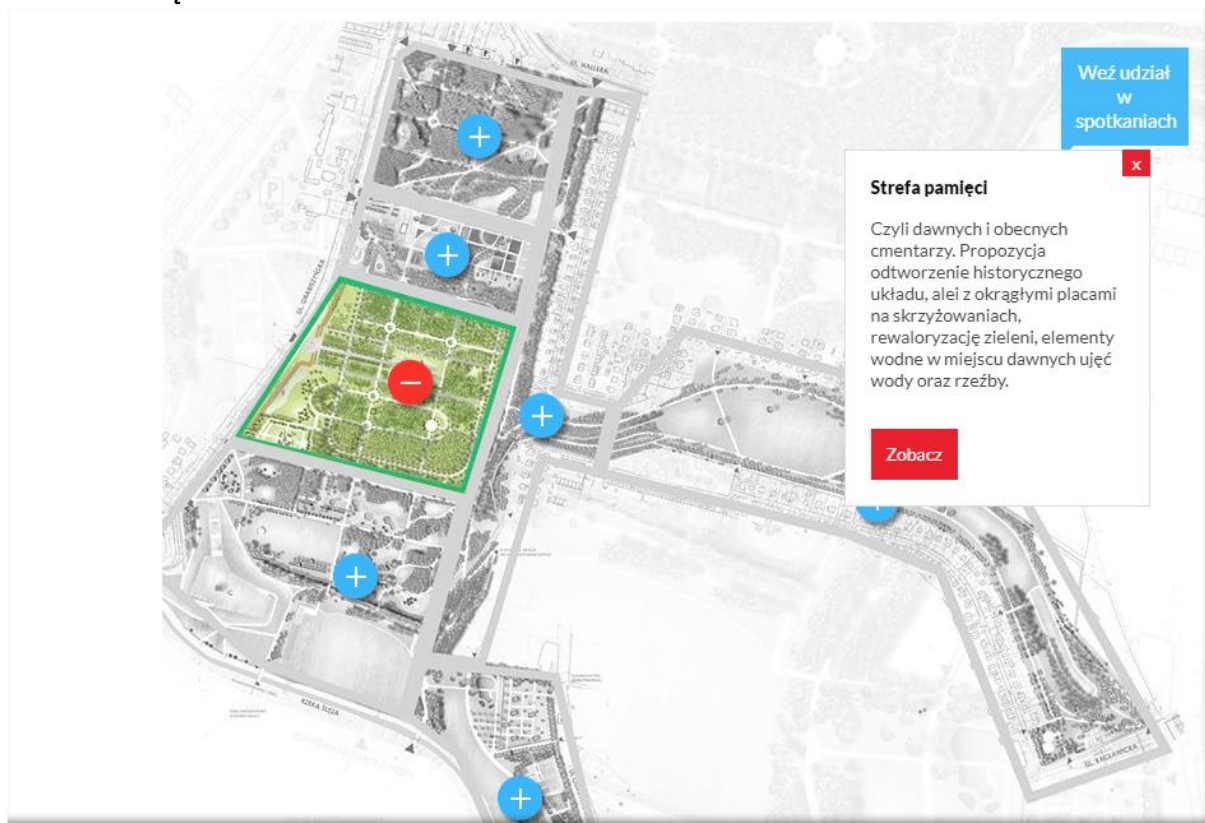 UL. HALLERA
Weź udział
w
spotkaniach
x
Strefa pamięci
Czyli dawnych i obecnych
cmentarzy. Propozycja
odtworzenie historycznego
układu, alei z okrągłymi placami
na skrzyżowaniach,
rewaloryzację zieleni, elementy
wodne w miejscu dawnych ujęć
wody oraz rzeźby.
Zobacz
P
UL. GRABISZYŃSKA
RZEKA ŚLĘZA
UL. RACŁAWICKA